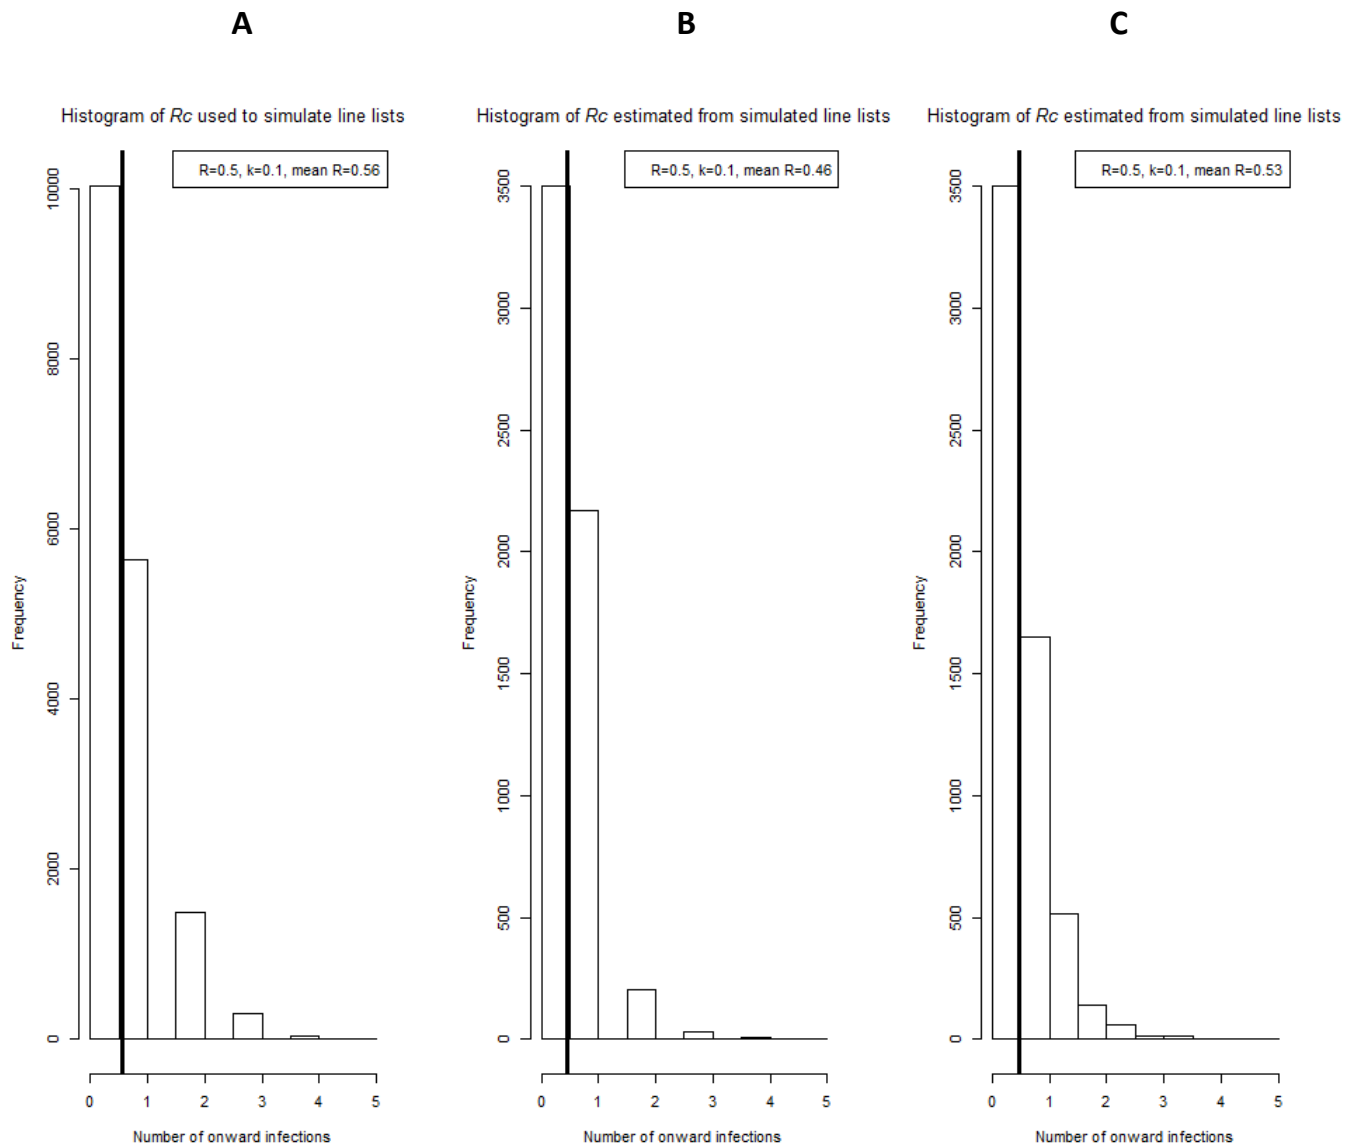 A
B
C
Histogram of Rc used to simulate line lists
Histogram of Rc estimated from simulated line lists
Histogram of Rc estimated from simulated line lists
R=0.5, k=0.1, mean R=0.56
R=0.5, k=0.1, mean R=0.46
R=0.5, k=0.1, mean R=0.53
Frequency
10000
8000
6000
4000
2000
0
0 1 2 3 4 5
Number of onward infections
Frequency
3500
3000
2500
2000
1500
1000
500
0
0 1 2 3 4 5
Number of onward infections
Frequency
3500
3000
2500
2000
1500
1000
500
0
0 1 2 3 4 5
Number of onward infections